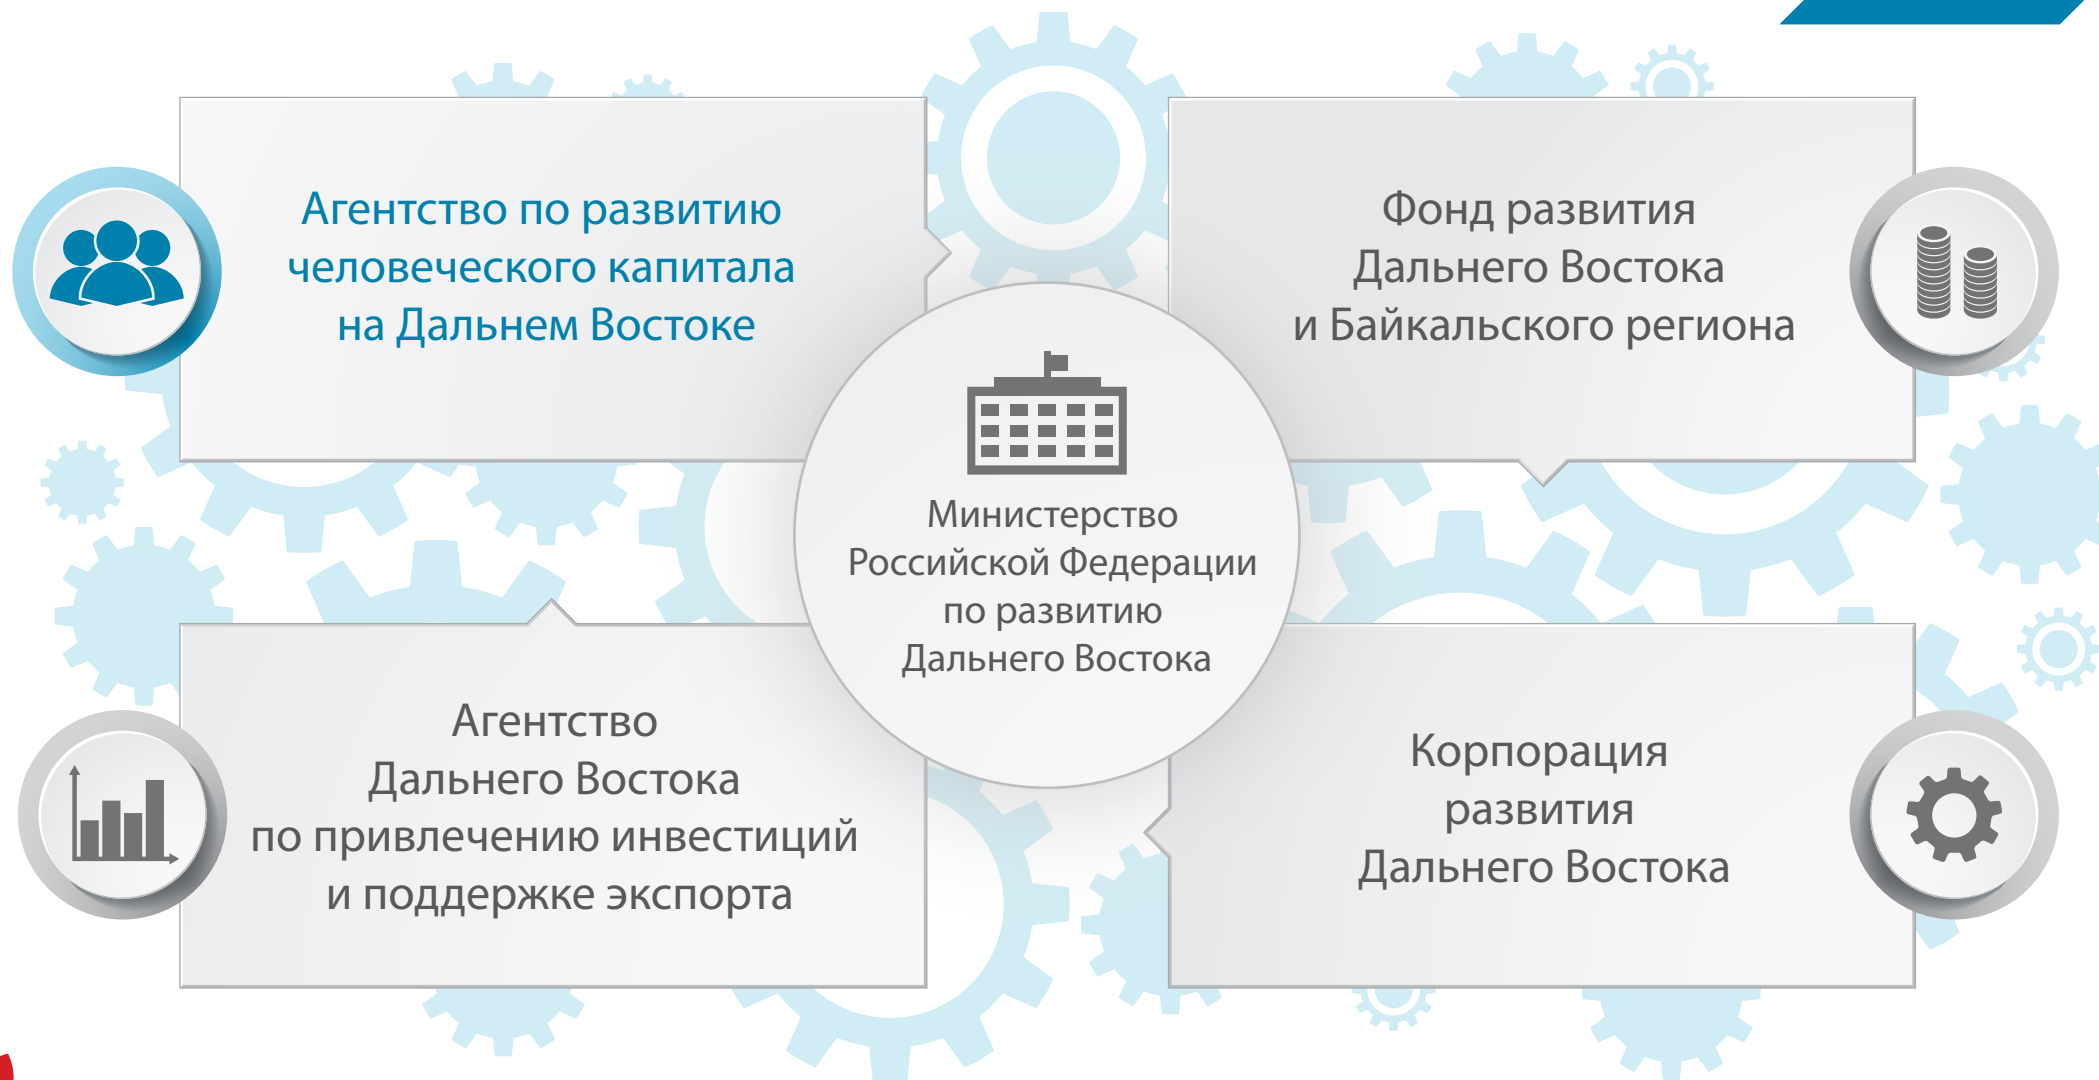 Агентство по развитию
человеческого капитала
на Дальнем Востоке
Фонд развития
Дальнего Востока
и Байкальского региона
Министерство
Российской Федерации
по развитию
Дальнего Востока
Агентство
Дальнего Востока
по привлечению инвестиций
и поддержке экспорта
Корпорация
развития
Дальнего Востока